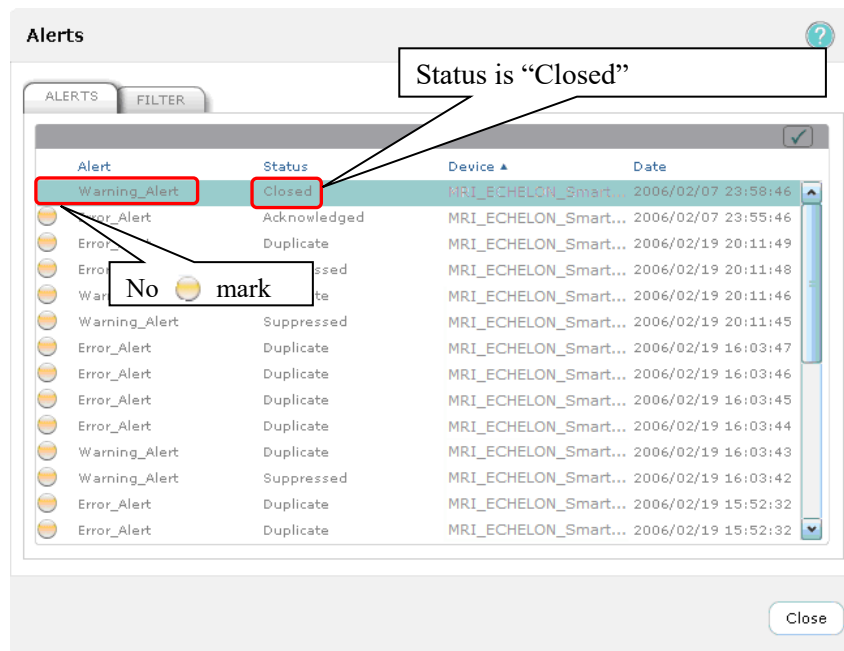 Alerts
?
Status is “Closed”
ALERTS FILTER
Alert Status Device ▲ Date
Warning_Alert Closed MRI_ECHELON_Smart... 2006/02/07 23:58:46
Error_Alert Acknowledged MRI_ECHELON_Smart... 2006/02/07 23:55:46
Duplicate MRI_ECHELON_Smart... 2006/02/19 20:11:49
MRI_ECHELON_Smart... 2006/02/19 20:11:48
No mark
MRI_ECHELON_Smart... 2006/02/19 20:11:46
Warning_Alert Suppressed MRI_ECHELON_Smart... 2006/02/19 20:11:45
Error_Alert Duplicate MRI_ECHELON_Smart... 2006/02/19 16:03:47
Error_Alert Duplicate MRI_ECHELON_Smart... 2006/02/19 16:03:46
Error_Alert Duplicate MRI_ECHELON_Smart... 2006/02/19 16:03:45
Error_Alert Duplicate MRI_ECHELON_Smart... 2006/02/19 16:03:44
Warning_Alert Duplicate MRI_ECHELON_Smart... 2006/02/19 16:03:43
Warning_Alert Suppressed MRI_ECHELON_Smart... 2006/02/19 16:03:42
Error_Alert Duplicate MRI_ECHELON_Smart... 2006/02/19 15:52:32
Error_Alert Duplicate MRI_ECHELON_Smart... 2006/02/19 15:52:32
Close